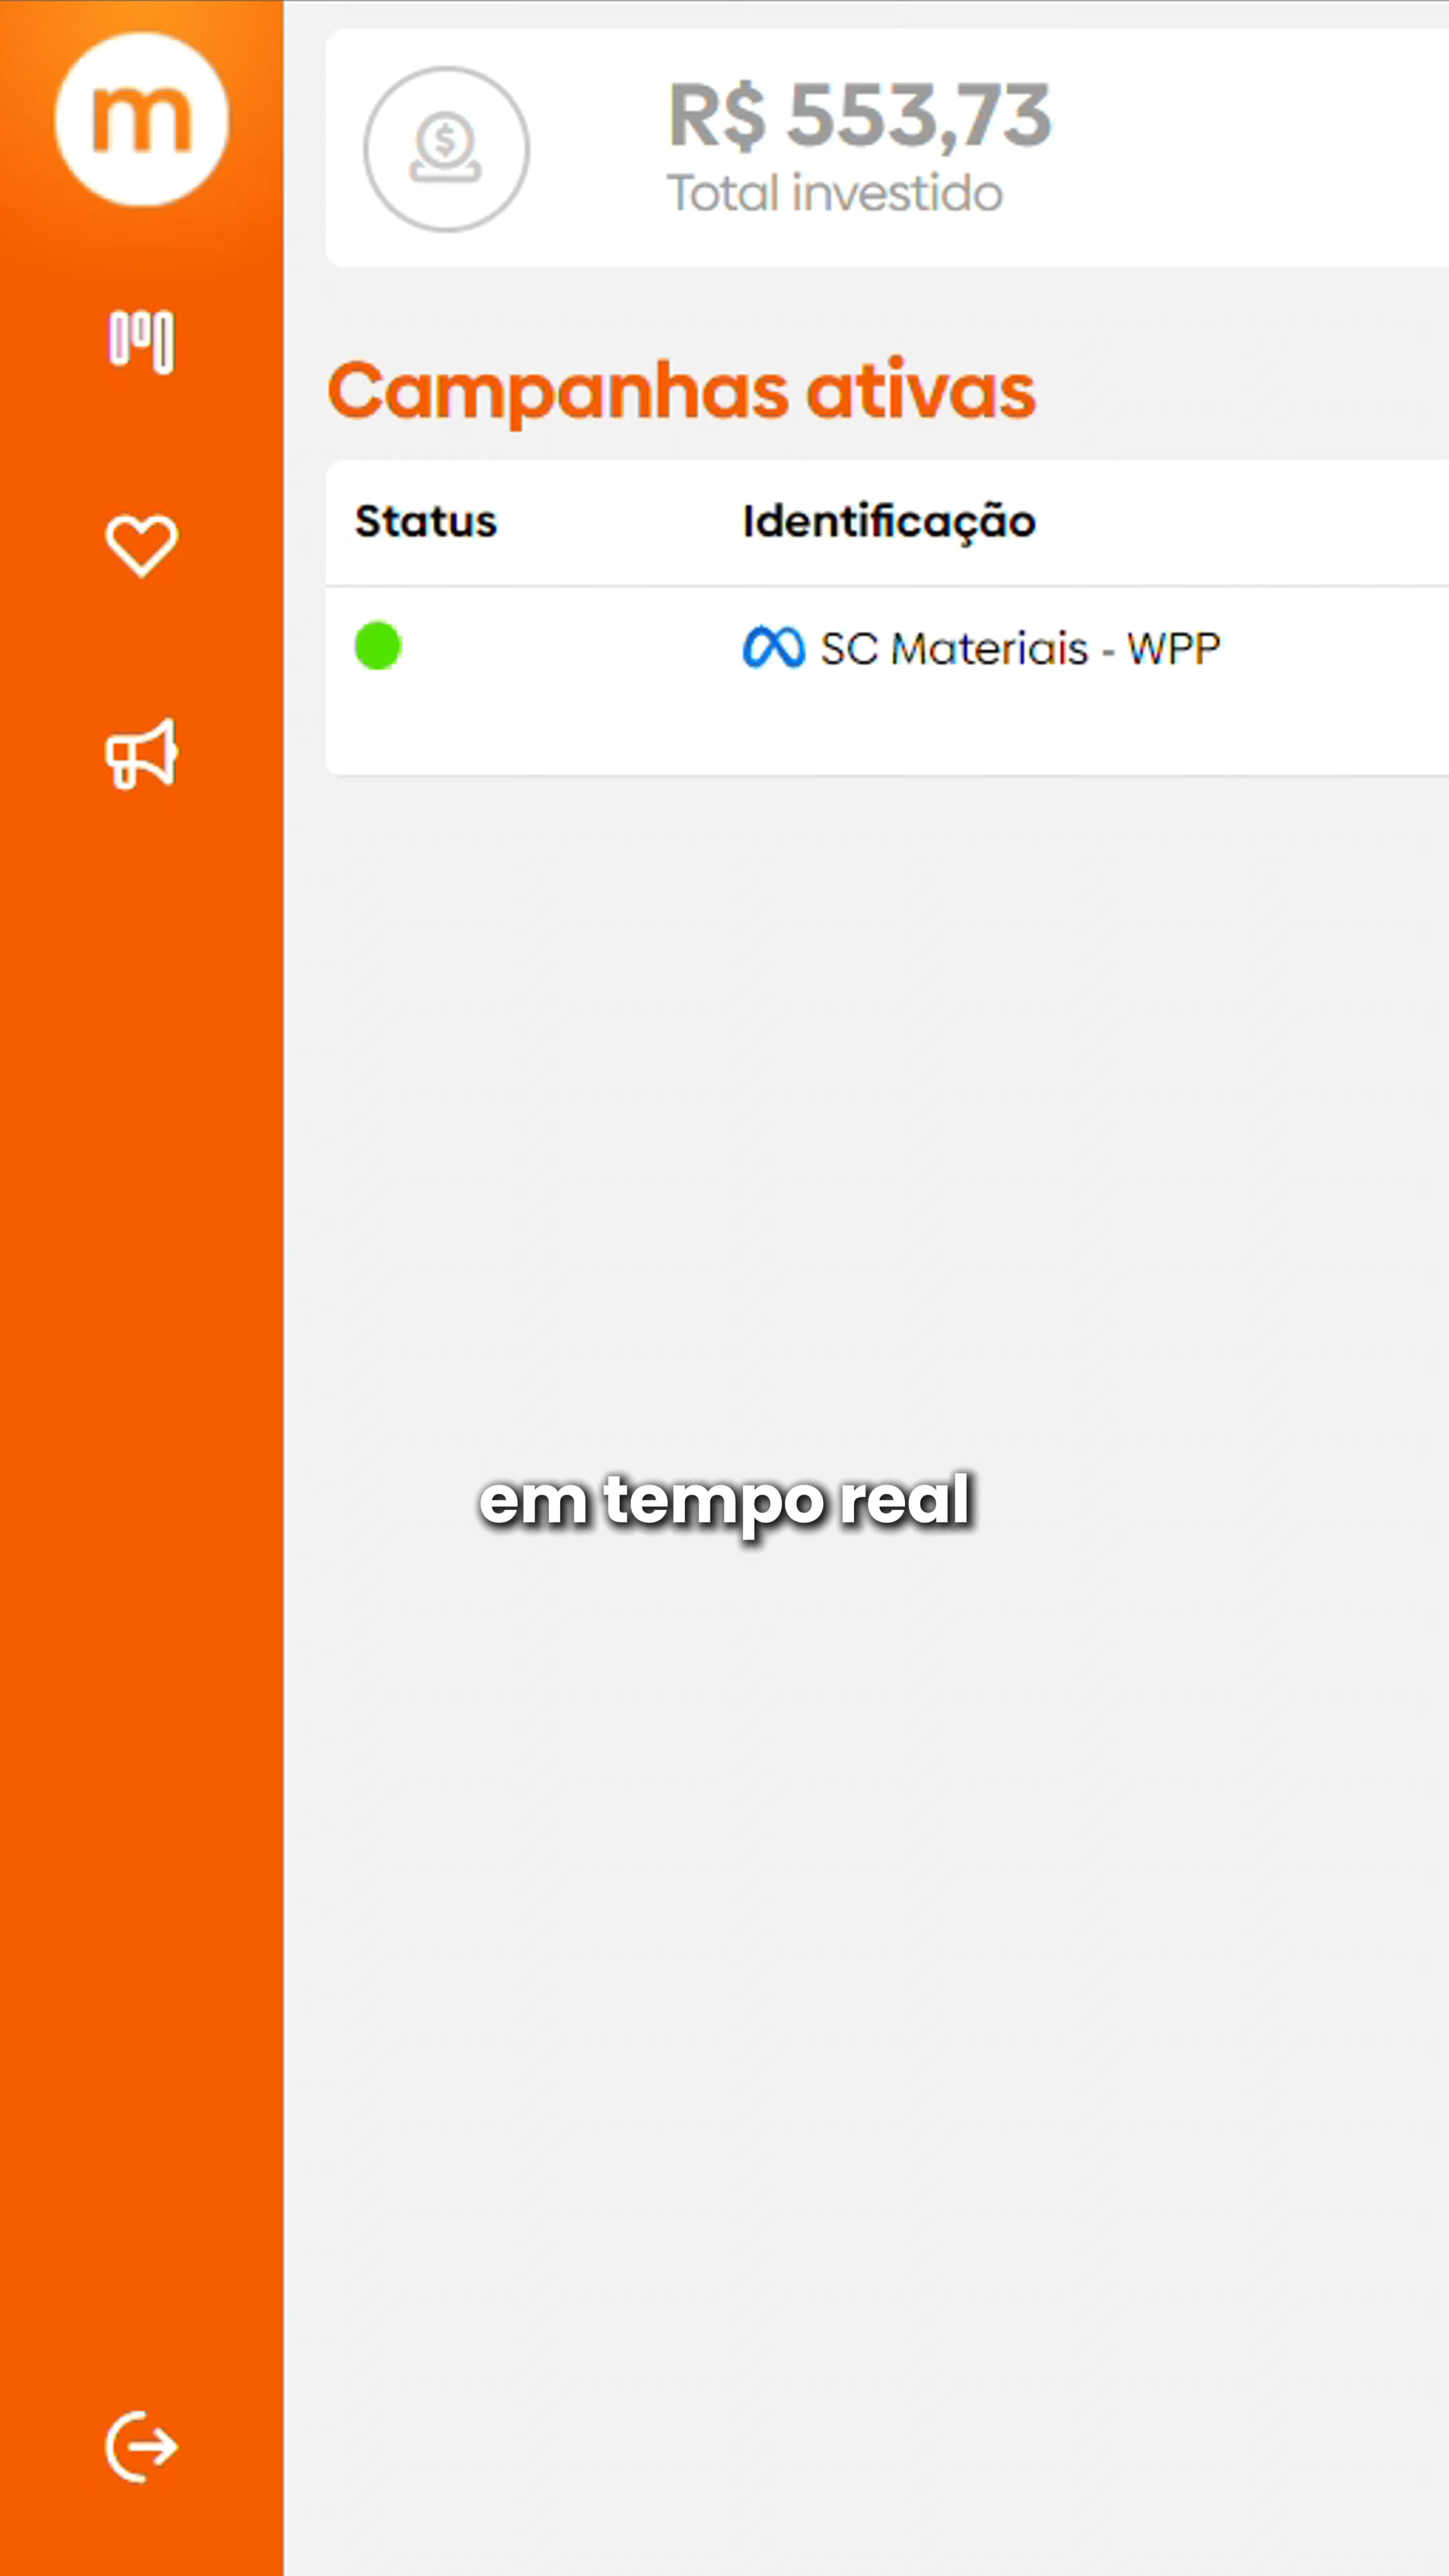 m
R$ 553,73
Total investido
Campanhas ativas
Status Identificação
SC Materiais - WPP
em tempo real